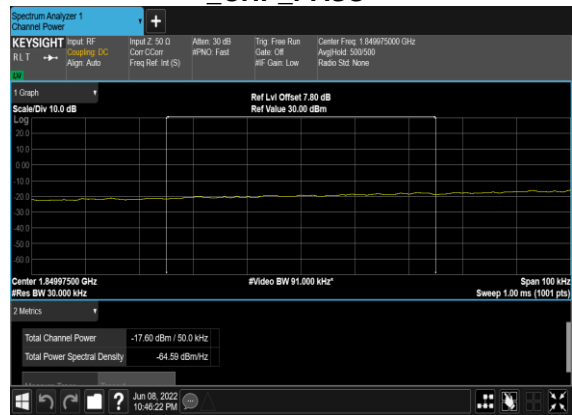 Spectrum Analyzer 1
Channel Power
+
KEYSIGHT
RLT
Input: RF
Coupling: DC
Align: Auto
Input Z: 50 Ω
Corr CCorr
Freq Ref: Int (S)
Atten: 30 dB
#PNO: Fast
Trig: Free Run
Gate: Off
#IF Gain: Low
Center Freq: 1.849975000 GHz
Avg|Hold: 500/500
Radio Std: None
LW
1 Graph
Scale/Div 10.0 dB
Ref Lvl Offset 7.80 dB
Ref Value 30.00 dBm
Log
20.0
10.0
0.00
-10.0
-20.0
-30.0
-40.0
-50.0
-60.0
Center 1.84997500 GHz
#Res BW 30.000 kHz
#Video BW 91.000 kHz*
Span 100 kHz
Sweep 1.00 ms (1001 pts)
2 Metrics
Total Channel Power -17.60 dBm / 50.0 kHz
Total Power Spectral Density -64.59 dBm/Hz
?
Jun 08, 2022
10:46:22 PM